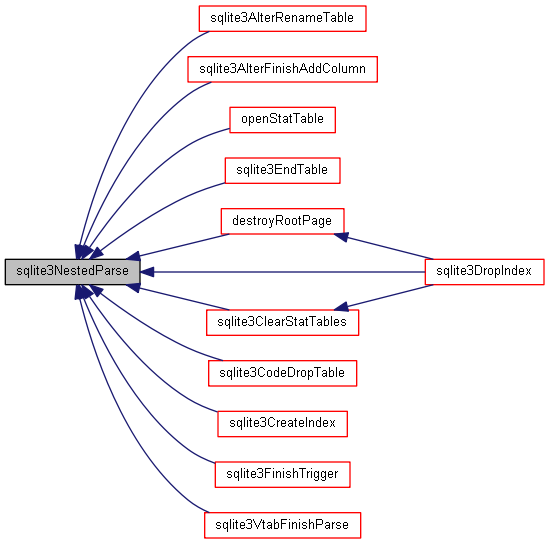 sqlite3AlterRenameTable
sqlite3AlterFinishAddColumn
openStatTable
sqlite3EndTable
destroyRootPage
sqlite3NestedParse
sqlite3DropIndex
sqlite3ClearStatTables
sqlite3CodeDropTable
sqlite3CreateIndex
sqlite3FinishTrigger
sqlite3VtabFinishParse